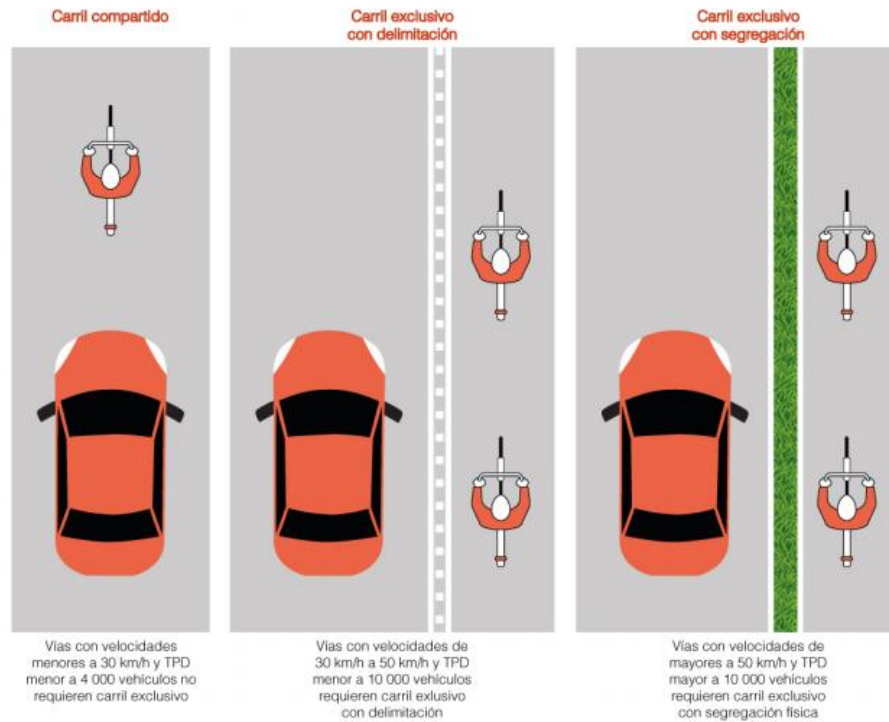 Carril compartido
Carril exclusivo
con delimitación
Carril exclusivo
con segregación
Vías con velocidades
menores a 30 km/h y TPD
menor a 4 000 vehículos no
requieren carril exclusivo
Vías con velocidades de
30 km/h a 50 km/h y TPD
menor a 10 000 vehículos
requieren carril exlusivo
con delimitación
Vías con velocidades de
mayores a 50 km/h y TPD
mayor a 10 000 vehículos
requieren carril exclusivo
con segregación física